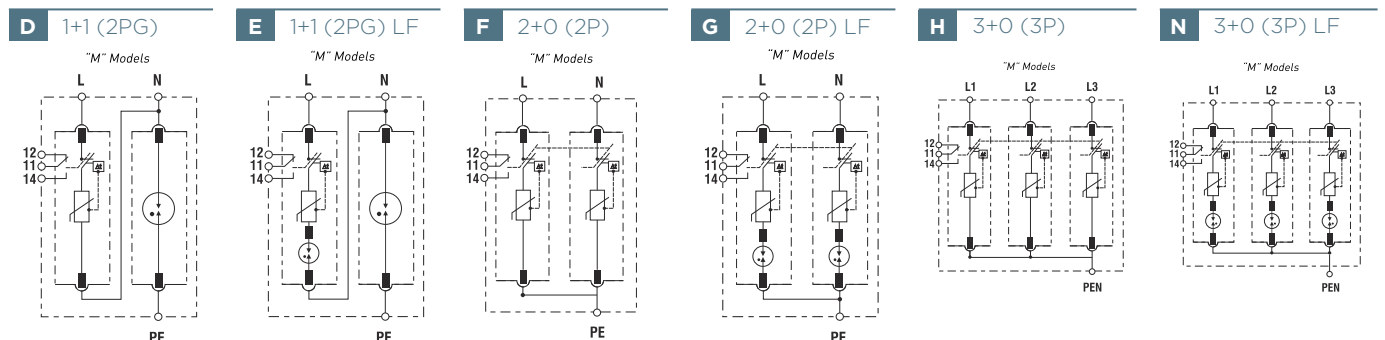 D 1+1 (2PG)
"M" Models
L N
12
11
14
PE
E 1+1 (2PG) LF
"M" Models
L N
12
11
14
PE
F 2+0 (2P)
"M" Models
L N
12
11
14
PE
G 2+0 (2P) LF
"M" Models
L N
12
11
14
PE
H 3+0 (3P)
"M" Models
L1 L2 L3
12
11
14
PEN
N 3+0 (3P) LF
"M" Models
L1 L2 L3
12
11
14
PEN